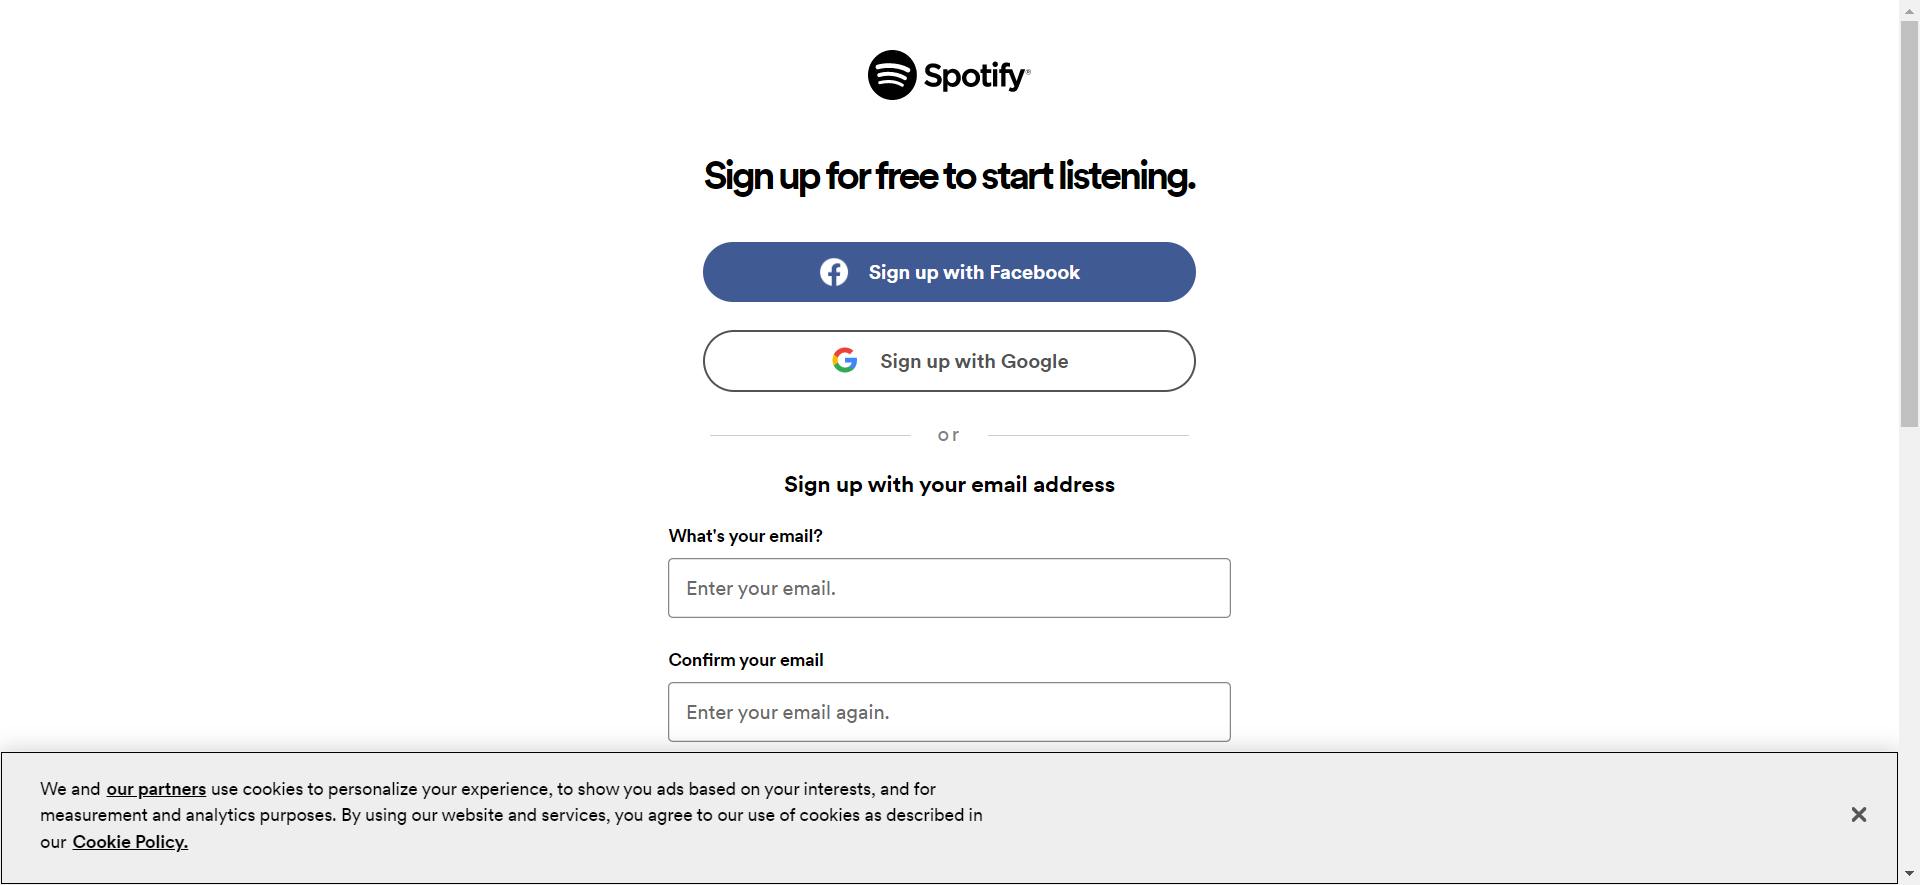 Spotify®
Sign up for free to start listening.
Sign up with Facebook
Sign up with Google
or
Sign up with your email address
What's your email?
Enter your email.
Confirm your email
Enter your email again.
We and our partners use cookies to personalize your experience, to show you ads based on your interests, and for
measurement and analytics purposes. By using our website and services, you agree to our use of cookies as described in
our Cookie Policy.